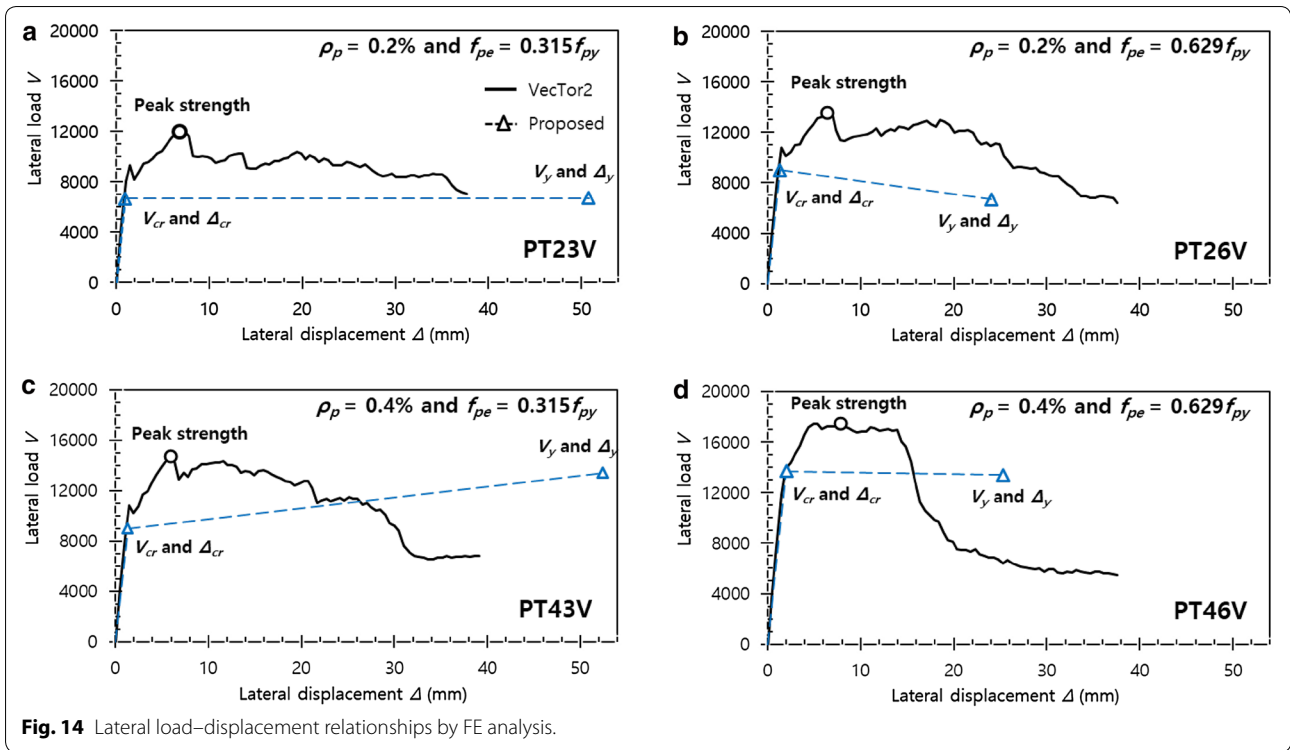 a
20000
16000
12000
8000
4000
0
Lateral load V
ρp = 0.2% and fpe = 0.315fpy
Peak strength
VecTor2
Proposed
Vcr and Δcr
Vy and Δy
PT23V
0 10 20 30 40 50
Lateral displacement Δ (mm)
b
20000
16000
12000
8000
4000
0
Lateral load V
ρp = 0.2% and fpe = 0.629fpy
Peak strength
Vcr and Δcr
Vy and Δy
PT26V
0 10 20 30 40 50
Lateral displacement Δ (mm)
c
20000
16000
12000
8000
4000
0
Lateral load V
ρp = 0.4% and fpe = 0.315fpy
Peak strength
Vy and Δy
Vcr and Δcr
PT43V
0 10 20 30 40 50
Lateral displacement Δ (mm)
d
20000
16000
12000
8000
4000
0
Lateral load V
ρp = 0.4% and fpe = 0.629fpy
Peak strength
Vcr and Δcr
Vy and Δy
PT46V
0 10 20 30 40 50
Lateral displacement Δ (mm)
Fig. 14 Lateral load–displacement relationships by FE analysis.